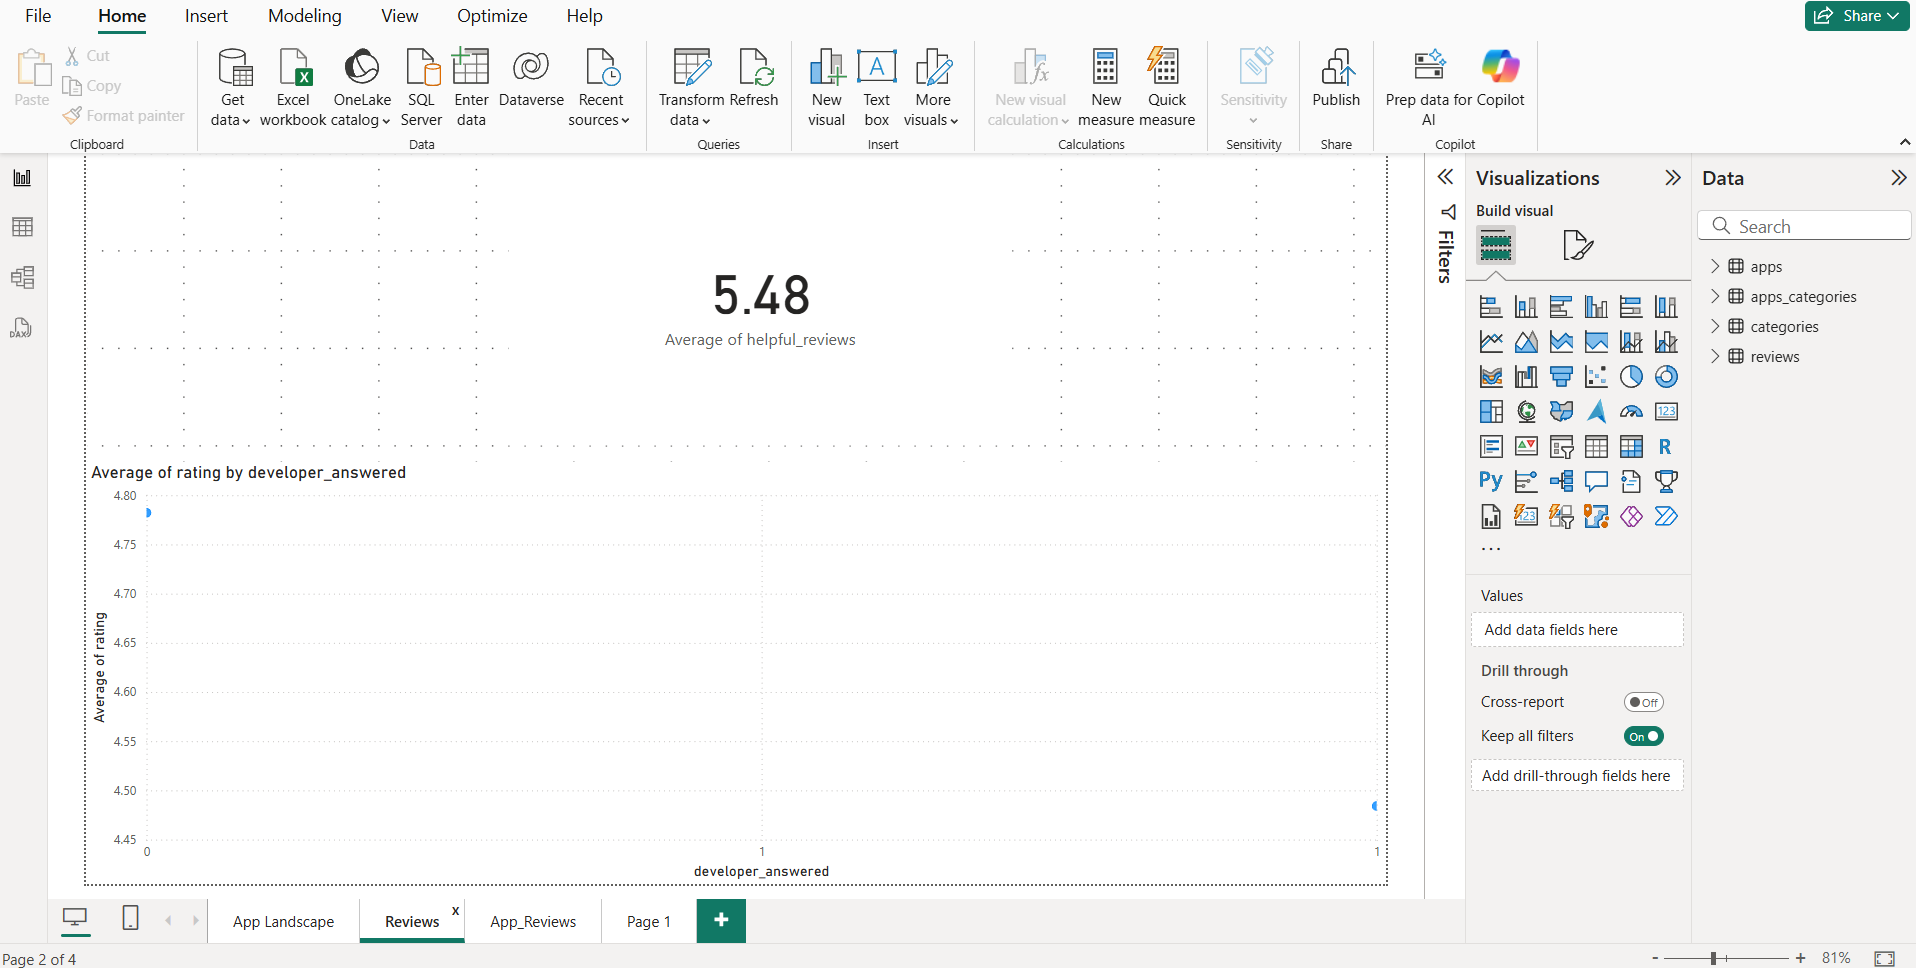 File Home Insert Modeling View Optimize Help Share
Paste
Cut
Copy
Format painter
Clipboard
Get data
Excel workbook
OneLake catalog
SQL Server
Enter data
Dataverse
Recent sources
Data
Transform data
Refresh
Queries
New visual
Text box
More visuals
Insert
New visual calculation
New measure
Quick measure
Calculations
Sensitivity
Sensitivity
Publish
Share
Prep data for AI
Copilot
Copilot
DAX
5.48
Average of helpful_reviews
Average of rating by developer_answered
4.80
4.75
4.70
4.65
4.60
4.55
4.50
4.45
Average of rating
0 1 1
developer_answered
Filters
Visualizations
Build visual
123
R
Py
123
Values
Add data fields here
Drill through
Cross-report Off
Keep all filters On
Add drill-through fields here
Data
Search
apps
apps_categories
categories
reviews
App Landscape Reviews x App_Reviews Page 1 +
Page 2 of 4
- + 81%